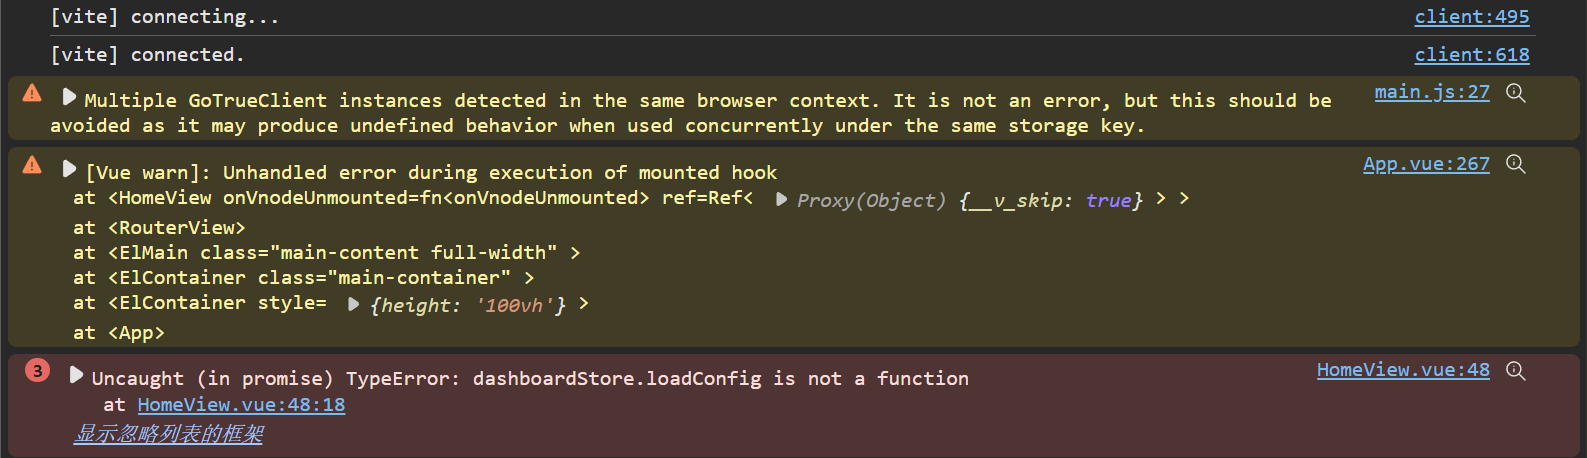 [vite] connecting... client:495
[vite] connected. client:618
Multiple GoTrueClient instances detected in the same browser context. It is not an error, but this should be main.js:27
avoided as it may produce undefined behavior when used concurrently under the same storage key.
[Vue warn]: Unhandled error during execution of mounted hook App.vue:267
at <HomeView onVnodeUnmounted=fn<onVnodeUnmounted> ref=Ref< Proxy(Object) {__v_skip: true} > >
at <RouterView>
at <ElMain class="main-content full-width" >
at <ElContainer class="main-container" >
at <ElContainer style= {height: '100vh'} >
at <App>
3 Uncaught (in promise) TypeError: dashboardStore.loadConfig is not a function HomeView.vue:48
at HomeView.vue:48:18
显示忽略列表的框架